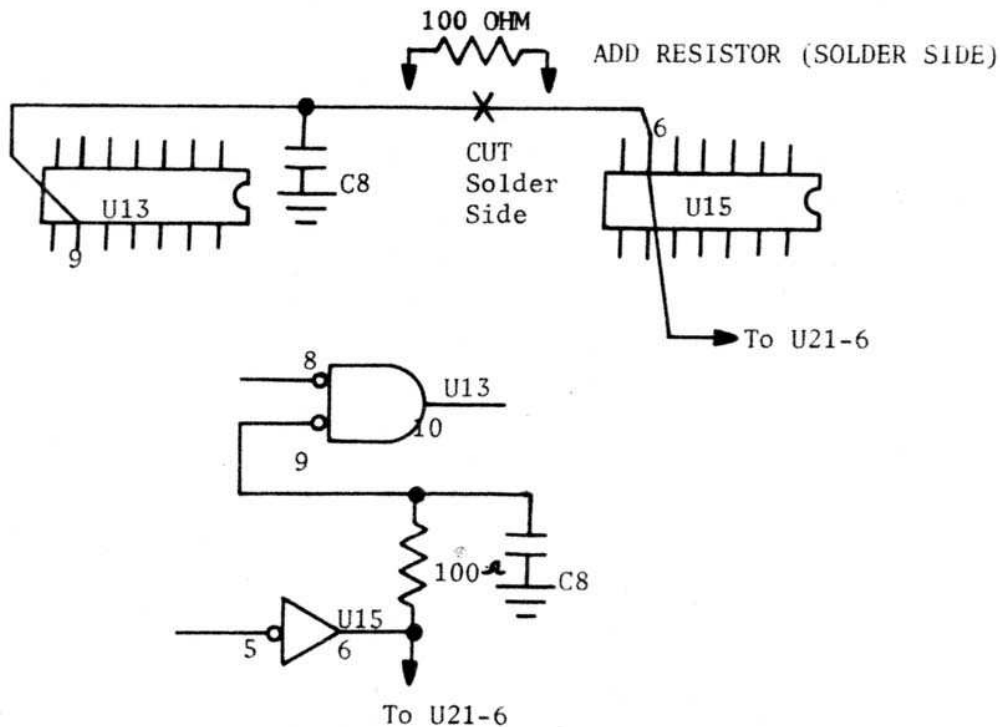 100 OHM
ADD RESISTOR (SOLDER SIDE)
6
CUT
Solder
Side
C8
U13
U15
9
To U21-6
8
U13
10
9
100Ω
C8
U15
5
6
To U21-6